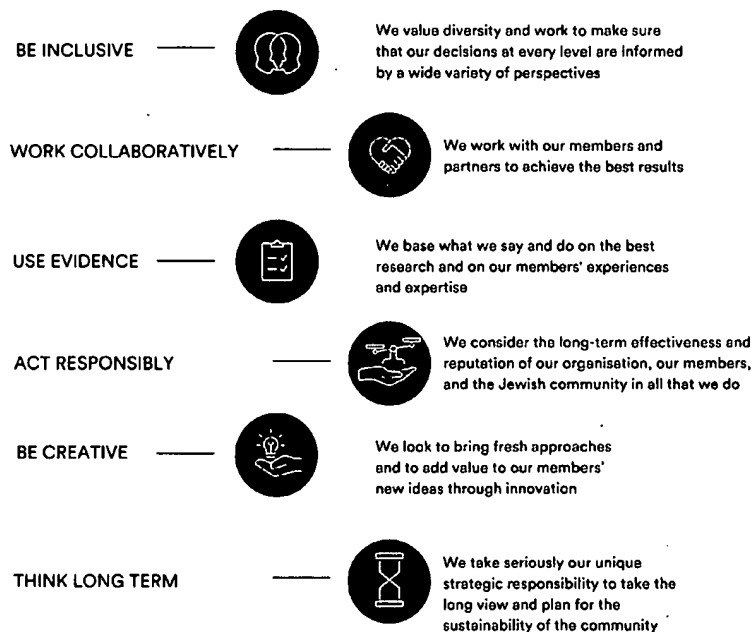 BE INCLUSIVE
We value diversity and work to make sure
that our decisions at every level are informed
by a wide variety of perspectives
WORK COLLABORATIVELY
We work with our members and
partners to achieve the best results
USE EVIDENCE
We base what we say and do on the best
research and on our members' experiences
and expertise
ACT RESPONSIBLY
We consider the long-term effectiveness and
reputation of our organisation, our members,
and the Jewish community in all that we do
BE CREATIVE
We look to bring fresh approaches
and to add value to our members'
new ideas through innovation
THINK LONG TERM
We take seriously our unique
strategic responsibility to take the
long view and plan for the
sustainability of the community